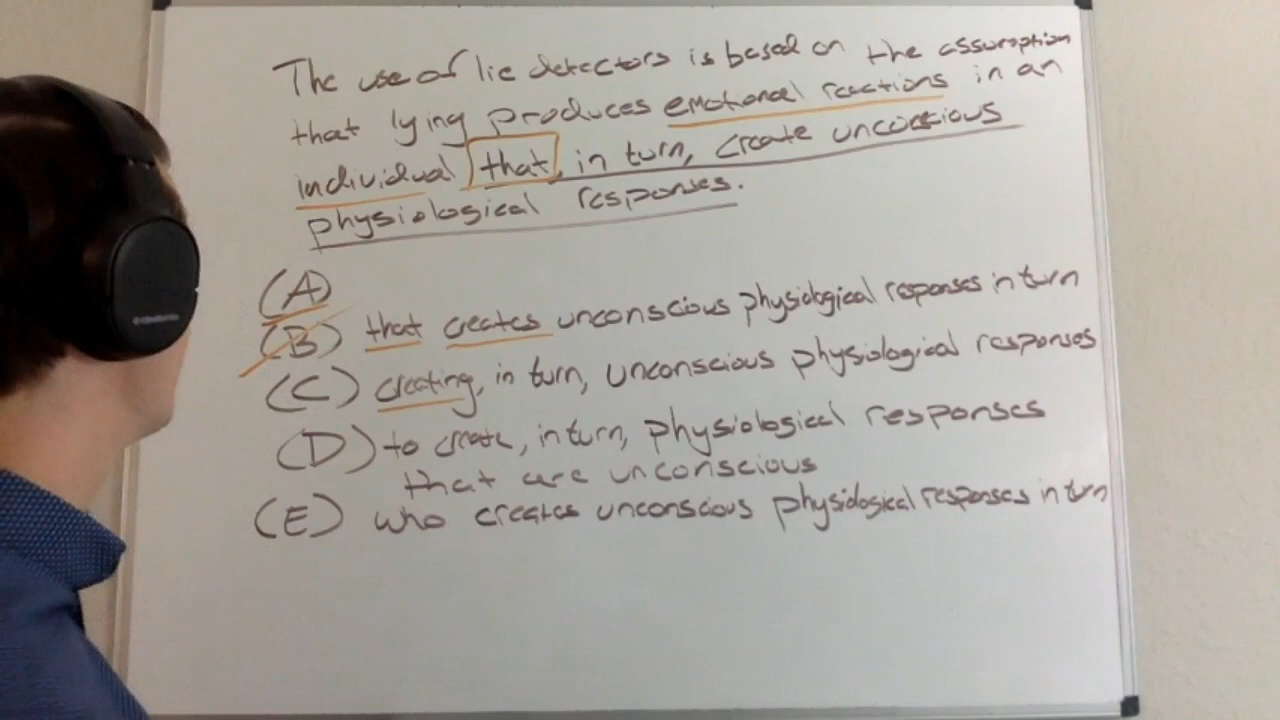 The use of lie detectors is based on the assumption
that lying produces emotional reactions in an
individual that, in turn, create unconscious
physiological responses.
(A)
(B) that creates unconscious physiological responses in turn
(C) creating, in turn, unconscious physiological responses
(D) to create, in turn, physiological responses
that are unconscious
(E) who creates unconscious physiological responses in turn